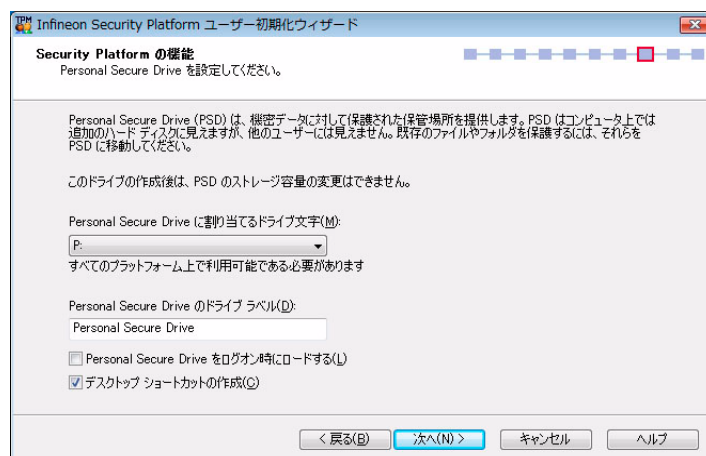 Infineon Security Platform ユーザー初期化ウィザード
Security Platform の機能
Personal Secure Drive を設定してください。
Personal Secure Drive (PSD) は、機密データに対して保護された保管場所を提供します。PSD はコンピュータ上では
追加のハード ディスクに見えますが、他のユーザーには見えません。既存のファイルやフォルダを保護するには、それらを
PSD に移動してください。
このドライブの作成後は、PSD のストレージ容量の変更はできません。
Personal Secure Drive に割り当てるドライブ文字(M):
P:
すべてのプラットフォーム上で利用可能である必要があります
Personal Secure Drive のドライブ ラベル(D):
Personal Secure Drive
Personal Secure Drive をログオン時にロードする(L)
デスクトップ ショートカットの作成(C)
< 戻る(B) 次へ(N) > キャンセル ヘルプ